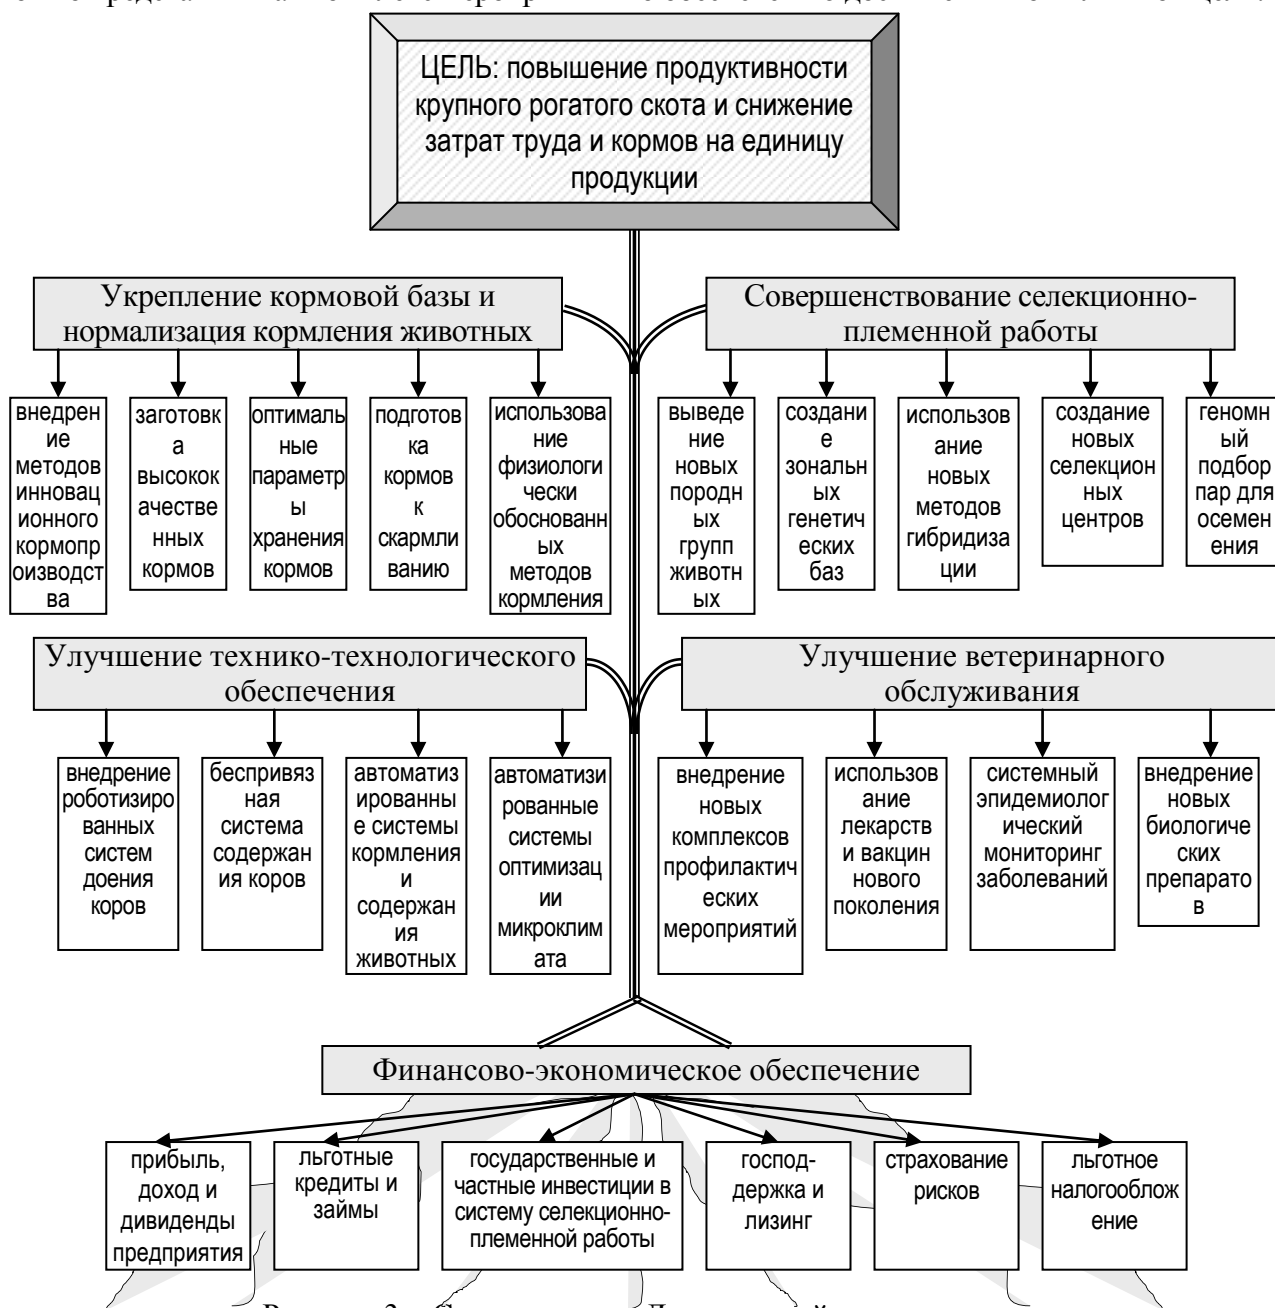 ЦЕЛЬ: повышение продуктивности
крупного рогатого скота и снижение
затрат труда и кормов на единицу
продукции
Укрепление кормовой базы и
нормализация кормления животных
внедрен
ие
методов
инновац
ионного
кормопр
оизводст
ва
заготовк
а
высокок
ачестве
нных
кормов
оптималь
ные
параметр
ы
хранения
кормов
подготов
ка
кормов
к
скармли
ванию
использова
ние
физиологи
чески
обоснованн
ых
методов
кормления
Совершенствование селекционно-
племенной работы
выведе
ние
новых
породн
ых
групп
животн
ых
создани
е
зональн
ых
генетич
еских
баз
использов
ание
новых
методов
гибридиза
ции
создание
новых
селекцион
ных
центров
геномн
ый
подбор
пар для
осемен
ения
Улучшение технико-технологического
обеспечения
внедрение
роботизиро
ванных
систем
доения
коров
беспривяз
ная
система
содержан
ия коров
автоматиз
ированны
е системы
кормления
и
содержан
ия
животных
автоматизи
рованные
системы
оптимизац
ии
микроклим
ата
Улучшение ветеринарного
обслуживания
внедрение
новых
комплексов
профилактич
еских
мероприятий
использов
ание
лекарств
и вакцин
нового
поколения
системный
эпидемиолог
ический
мониторинг
заболеваний
внедрение
новых
биологиче
ских
препарато
в
Финансово-экономическое обеспечение
прибыль,
доход и
дивиденды
предприятия
льготные
кредиты и
займы
государственные и
частные инвестиции в
систему селекционно-
племенной работы
господ-
держка и
лизинг
страхование
рисков
льготное
налогооблож
ение